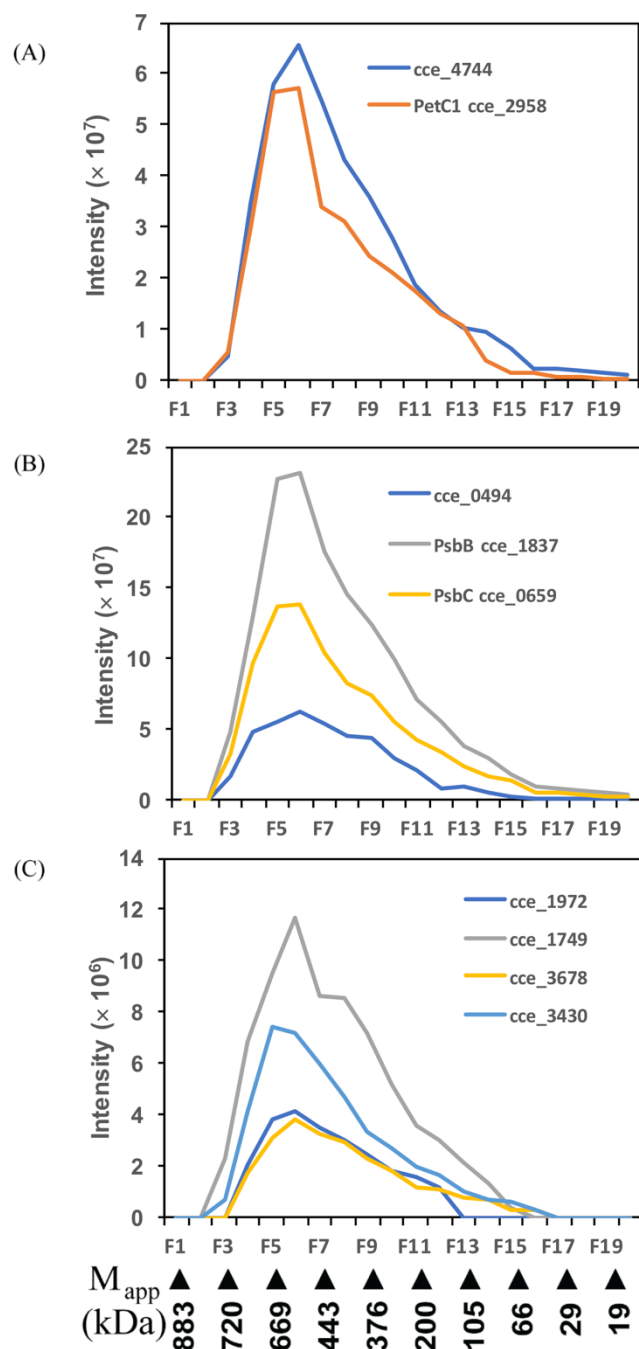 (A)
7
6
5
4
3
2
1
0
Intensity (× 10⁷)
cce_4744
PetC1 cce_2958
F1 F3 F5 F7 F9 F11 F13 F15 F17 F19
(B)
25
20
15
10
5
0
Intensity (× 10⁷)
cce_0494
PsbB cce_1837
PsbC cce_0659
F1 F3 F5 F7 F9 F11 F13 F15 F17 F19
(C)
14
12
10
8
6
4
2
0
Intensity (× 10⁶)
cce_1972
cce_1749
cce_3678
cce_3430
F1 F3 F5 F7 F9 F11 F13 F15 F17 F19
Mapp
(kDa)
883 720 669 443 376 200 105 66 29 19